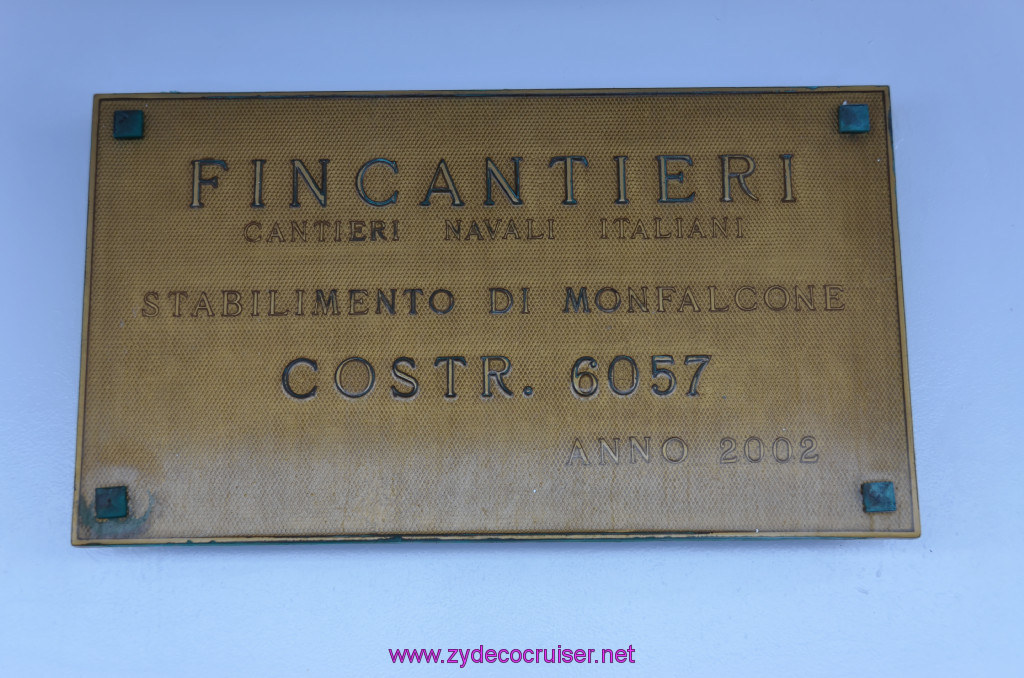 FINCANTIERI
CANTIERI NAVALI ITALIANI
STABILIMENTO DI MONFALCONE
COSTR. 6057
ANNO 2002
www.zydecocruiser.net